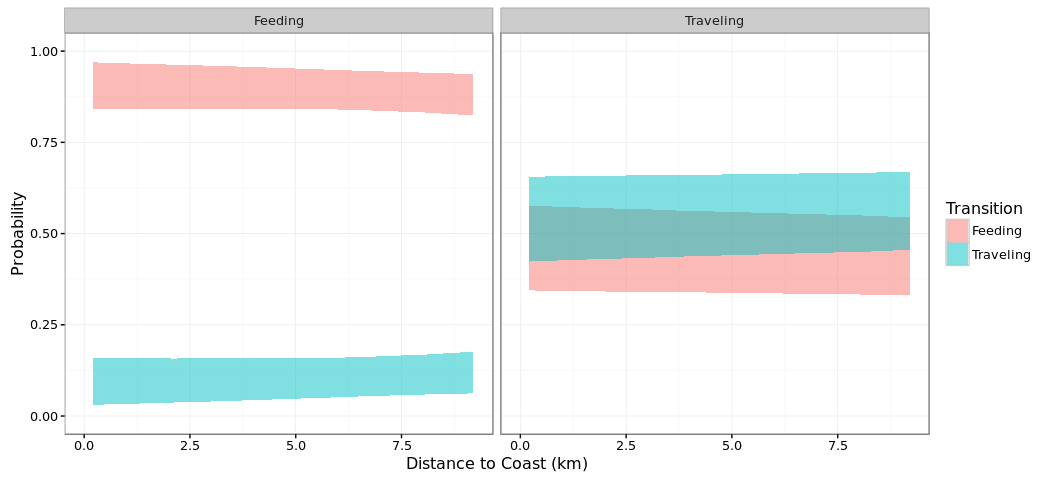 Feeding
Traveling
Probability
1.00
0.75
0.50
0.25
0.00
0.0 2.5 5.0 7.5
0.0 2.5 5.0 7.5
Distance to Coast (km)
Transition
Feeding
Traveling